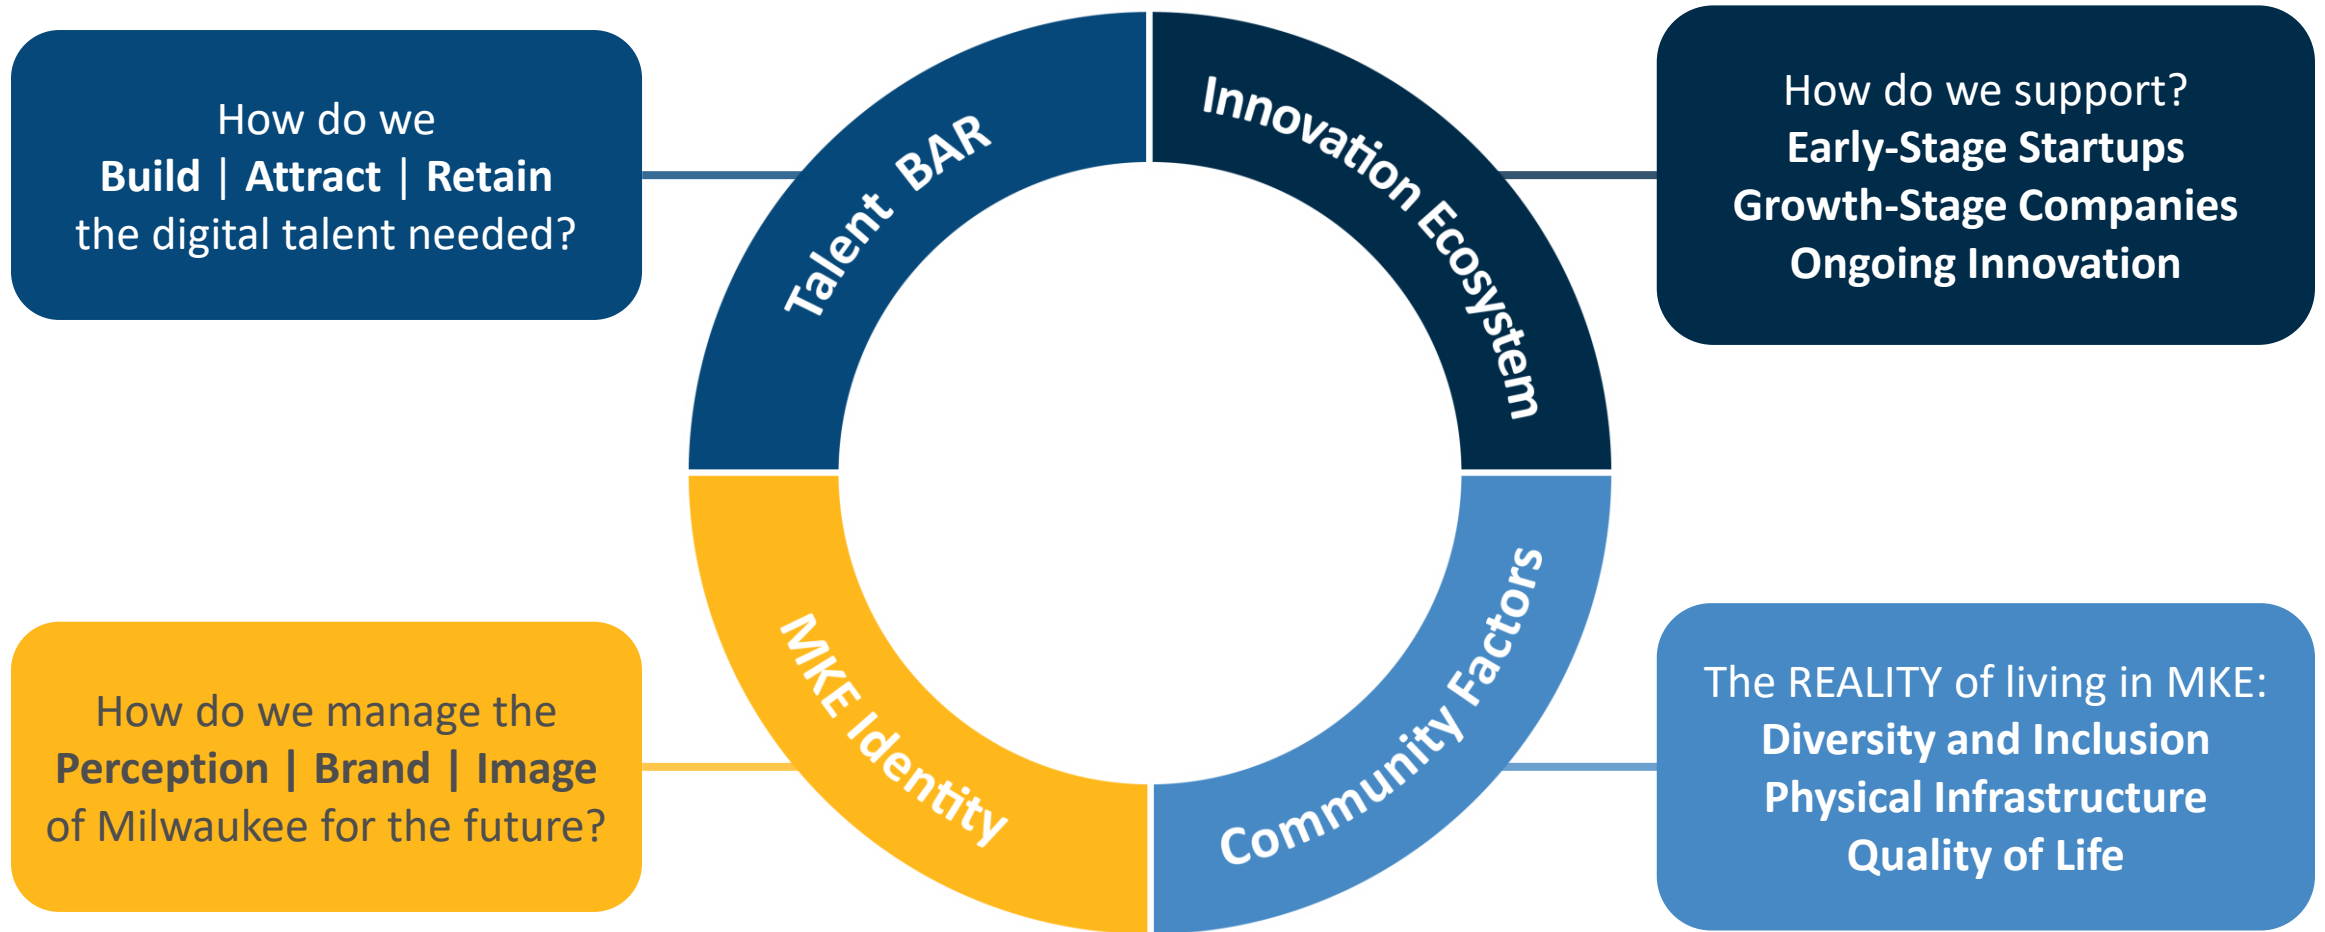 How do we
Build | Attract | Retain
the digital talent needed?
Talent BAR
Innovation Ecosystem
How do we support?
Early-Stage Startups
Growth-Stage Companies
Ongoing Innovation
How do we manage the
Perception | Brand | Image
of Milwaukee for the future?
MKE Identity
Community Factors
The REALITY of living in MKE:
Diversity and Inclusion
Physical Infrastructure
Quality of Life